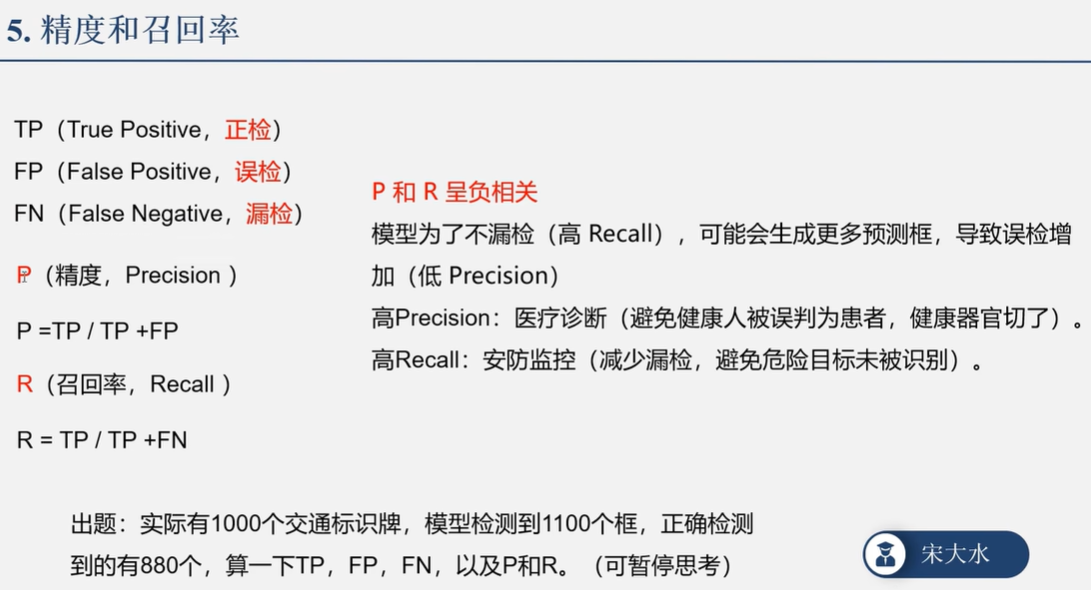 5. 精度和召回率
TP（True Positive，正检）
FP（False Positive，误检）
FN（False Negative，漏检）
P（精度，Precision ）
P =TP / TP +FP
R（召回率，Recall ）
R = TP / TP +FN
P 和 R 呈负相关
模型为了不漏检（高 Recall），可能会生成更多预测框，导致误检增
加（低 Precision）
高Precision：医疗诊断（避免健康人被误判为患者，健康器官切了）。
高Recall：安防监控（减少漏检，避免危险目标未被识别）。
出题：实际有1000个交通标识牌，模型检测到1100个框，正确检测
到的有880个，算一下TP，FP，FN，以及P和R。（可暂停思考）
宋大水